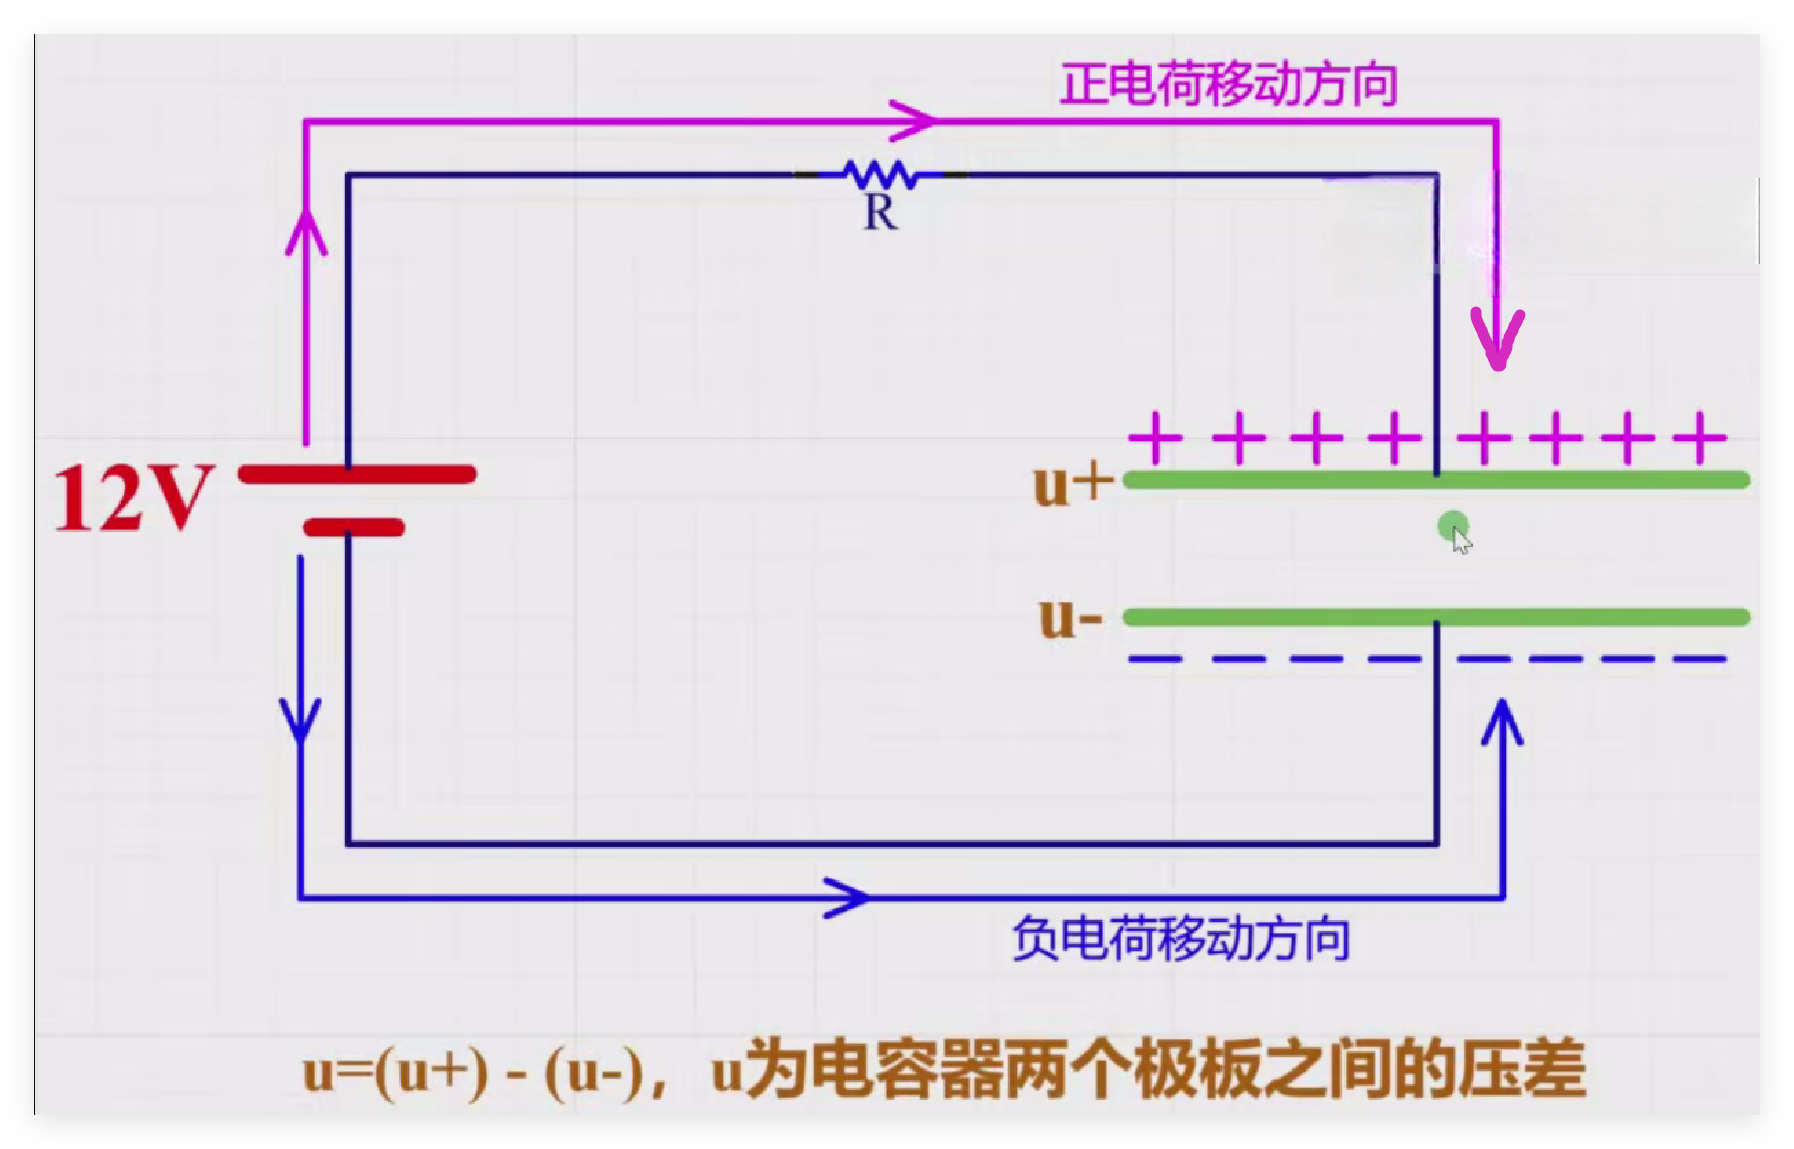 正电荷移动方向
R
12V
u+
u-
负电荷移动方向
u=(u+) - (u-)，u为电容器两个极板之间的压差